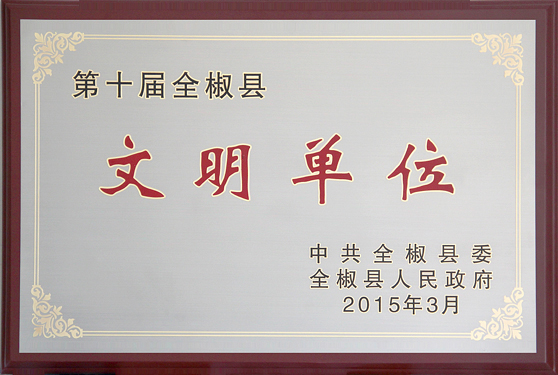 第十届全椒县
文明单位
中共全椒县委
全椒县人民政府
2015年3月